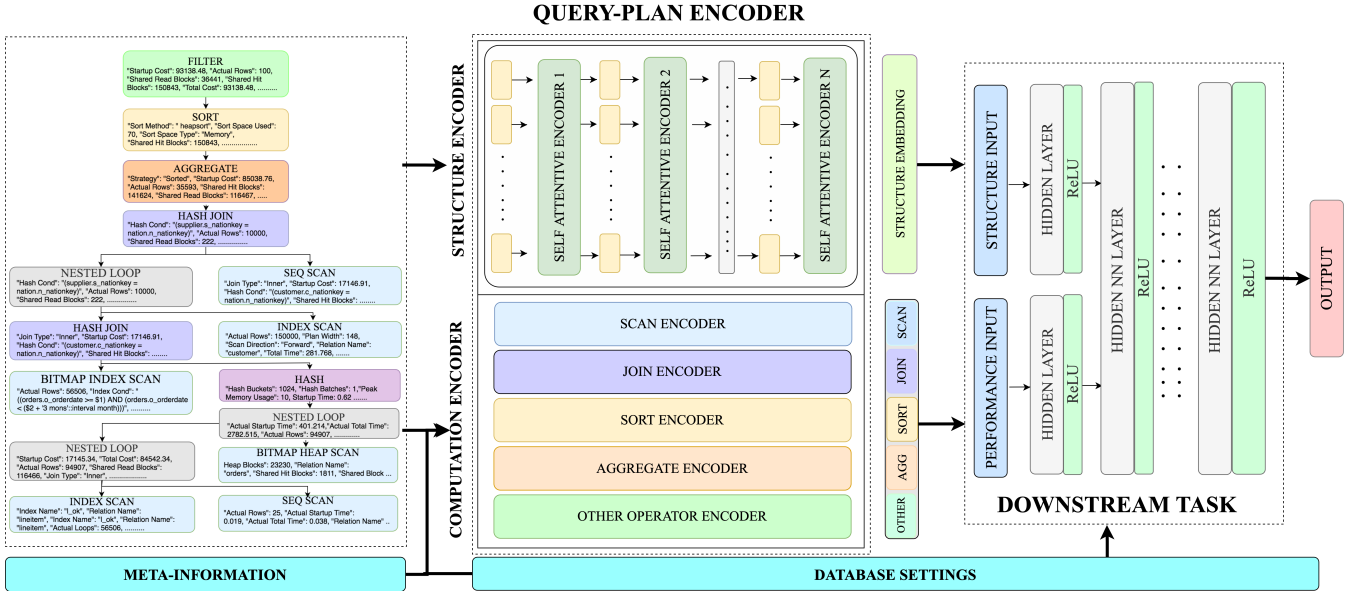 QUERY-PLAN ENCODER
FILTER
"Startup Cost": 93138.48, "Actual Rows": 100,
"Shared Read Blocks": 36441, "Shared Hit
Blocks": 150843, "Total Cost": 93138.48, ..........
SORT
"Sort Method": " heapsort", "Sort Space Used":
70, "Sort Space Type": "Memory",
"Shared Hit Blocks": 150843, ..................
AGGREGATE
"Strategy": "Sorted", "Startup Cost": 85038.76,
"Actual Rows": 35593, "Shared Hit Blocks":
141624, "Shared Read Blocks": 116467, .....
HASH JOIN
"Hash Cond": "(supplier.s_nationkey =
nation.n_nationkey)", "Actual Rows": 10000,
"Shared Read Blocks": 222, ...............
NESTED LOOP
"Hash Cond": "(supplier.s_nationkey =
nation.n_nationkey)", "Actual Rows": 10000,
"Shared Read Blocks": 222, ...............
SEQ SCAN
"Join Type": "Inner", "Startup Cost": 17146.91,
"Hash Cond": "(customer.c_nationkey =
nation.n_nationkey)", "Shared Hit Blocks": ........
HASH JOIN
"Join Type": "Inner", "Startup Cost": 17146.91,
"Hash Cond": "(customer.c_nationkey =
nation.n_nationkey)", "Shared Hit Blocks": ........
INDEX SCAN
"Actual Rows": 150000, "Plan Width": 148,
"Scan Direction": "Forward", "Relation Name":
"customer", "Total Time": 281.768, .......
BITMAP INDEX SCAN
"Actual Rows": 56506, "Index Cond": "
((orders.o_orderdate >= $1) AND (orders.o_orderdate
< ($2 + '3 mons'::interval month)))", ..........
HASH
"Hash Buckets": 1024, "Hash Batches": 1,"Peak
Memory Usage": 10, Startup Time: 0.62 .......
NESTED LOOP
"Actual Startup Time": 401.214,"Actual Total Time":
2782.515, "Actual Rows": 94907, ..............
NESTED LOOP
"Startup Cost": 17145.34, "Total Cost": 84542.34,
"Actual Rows": 94907, "Shared Read Blocks":
116466, "Join Type": "Inner", ....................
BITMAP HEAP SCAN
Heap Blocks": 23230, "Relation Name":
"orders", "Shared Hit Blocks": 1811, "Shared Block ...
INDEX SCAN
"Index Name": "l_ok", "Relation Name":
"lineitem", "Index Name": "l_ok", "Relation Name":
"lineitem", "Actual Loops": 56506, ..........
SEQ SCAN
"Actual Rows": 25, "Actual Startup Time":
0.019, "Actual Total Time": 0.038, "Relation Name" ..
META-INFORMATION
STRUCTURE ENCODER
SELF ATTENTIVE ENCODER 1
SELF ATTENTIVE ENCODER 2
SELF ATTENTIVE ENCODER N
COMPUTATION ENCODER
SCAN ENCODER
JOIN ENCODER
SORT ENCODER
AGGREGATE ENCODER
OTHER OPERATOR ENCODER
STRUCTURE EMBEDDING
SCAN
JOIN
SORT
AGG
OTHER
STRUCTURE INPUT
HIDDEN LAYER
ReLU
PERFORMANCE INPUT
HIDDEN LAYER
ReLU
HIDDEN NN LAYER
ReLU
HIDDEN NN LAYER
ReLU
DOWNSTREAM TASK
OUTPUT
DATABASE SETTINGS